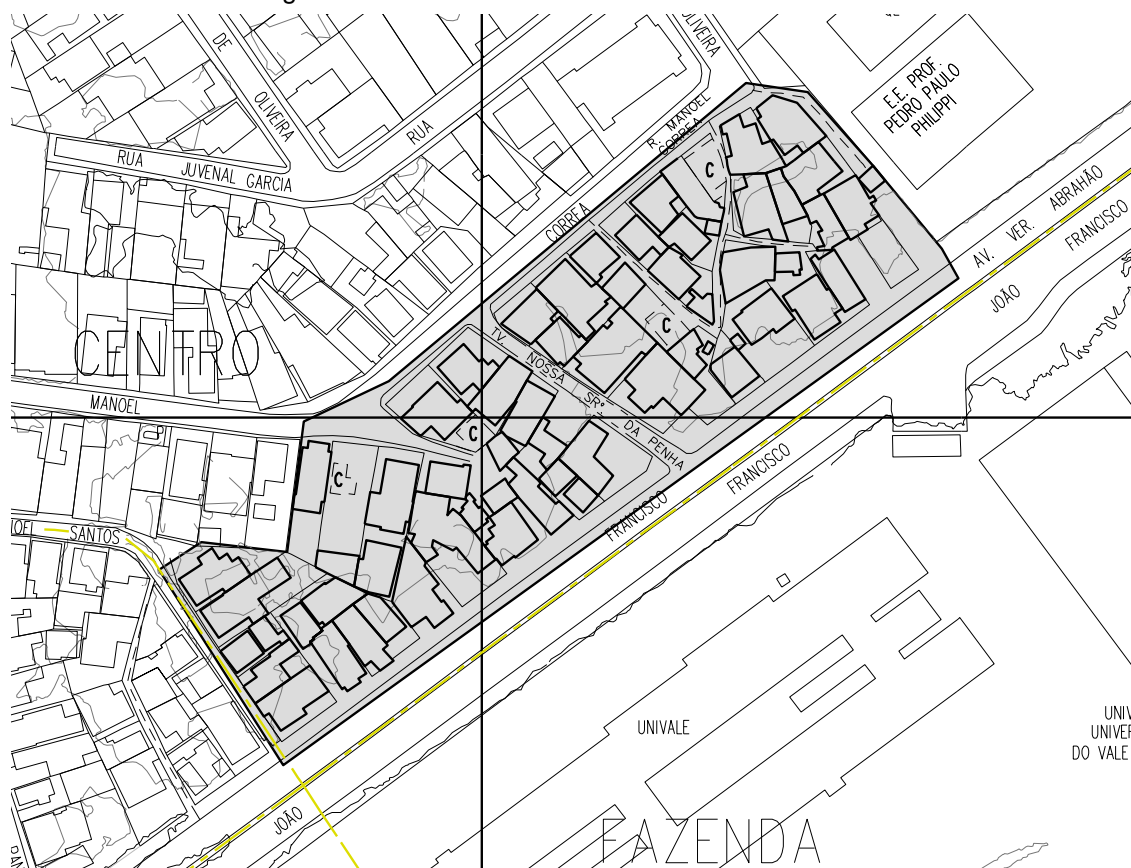 DE
OLIVEIRA
OLIVEIRA
RUA
RUA
JUVENAL GARCIA
R. MANOEL
CORREA
E.E. PROF.
PEDRO PAULO
PHILIPPI
C
CORREA
AV. VER. ABRAHÃO
JOÃO FRANCISCO
C
CENTRO
TV. NOSSA SRª DA PENHA
MANOEL
C
C
L
SANTOS
FRANCISCO
FRANCISCO
UNIVALE
DO VALE
JOÃO
FAZENDA